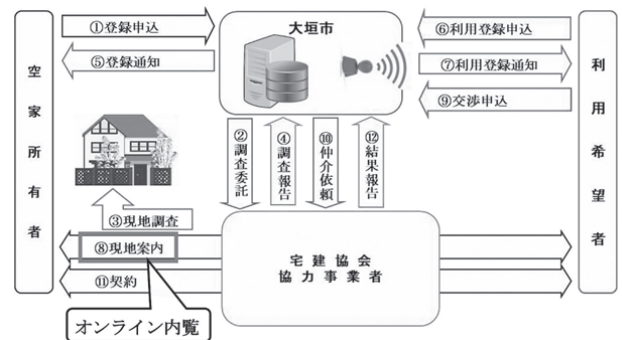 ①登録申込
⑤登録通知
大垣市
⑥利用登録申込
⑦利用登録通知
⑨交渉申込
空家所有者
利用希望者
②調査委託
④調査報告
⑩仲介依頼
⑫結果報告
③現地調査
⑧現地案内
⑪契約
宅建協会
協力事業者
オンライン内覧